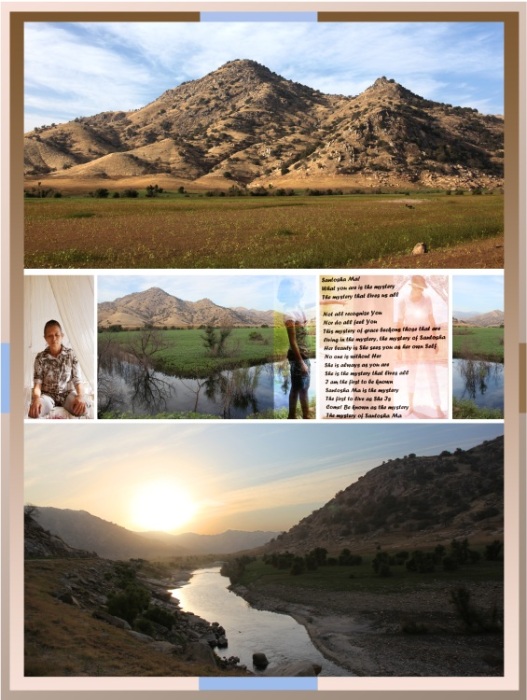 Santosha Ma!
What you are is the mystery
The mystery that lives us all
Not all recognize You
Nor do all feel You
This mystery of grace beckons those that are
living in the mystery, the mystery of Santosha
Her beauty is She sees you as her own Self.
No one is without Her
She is always as you are
She is the mystery that lives all
I am the first to be known
Santosha Ma is the mystery
The first to live as She Is
Come! Be known as the mystery
The mystery of Santosha Ma